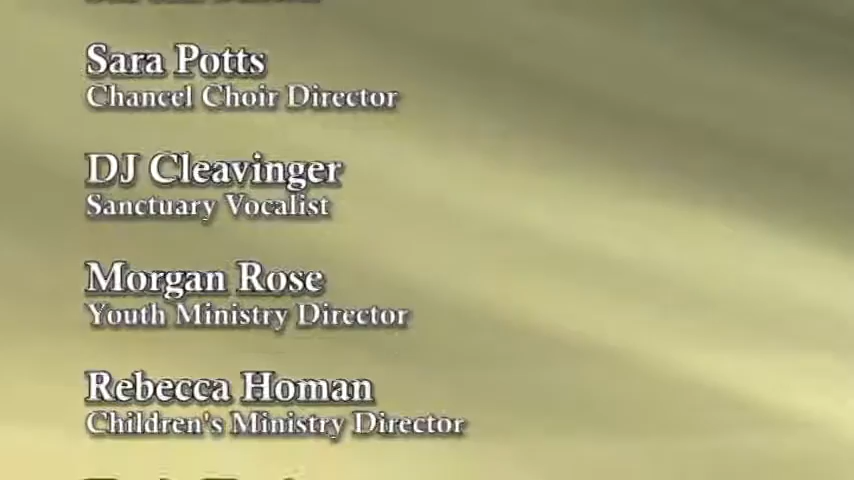 Sara Potts
Chancel Choir Director
DJ Cleavinger
Sanctuary Vocalist
Morgan Rose
Youth Ministry Director
Rebecca Homan
Children's Ministry Director